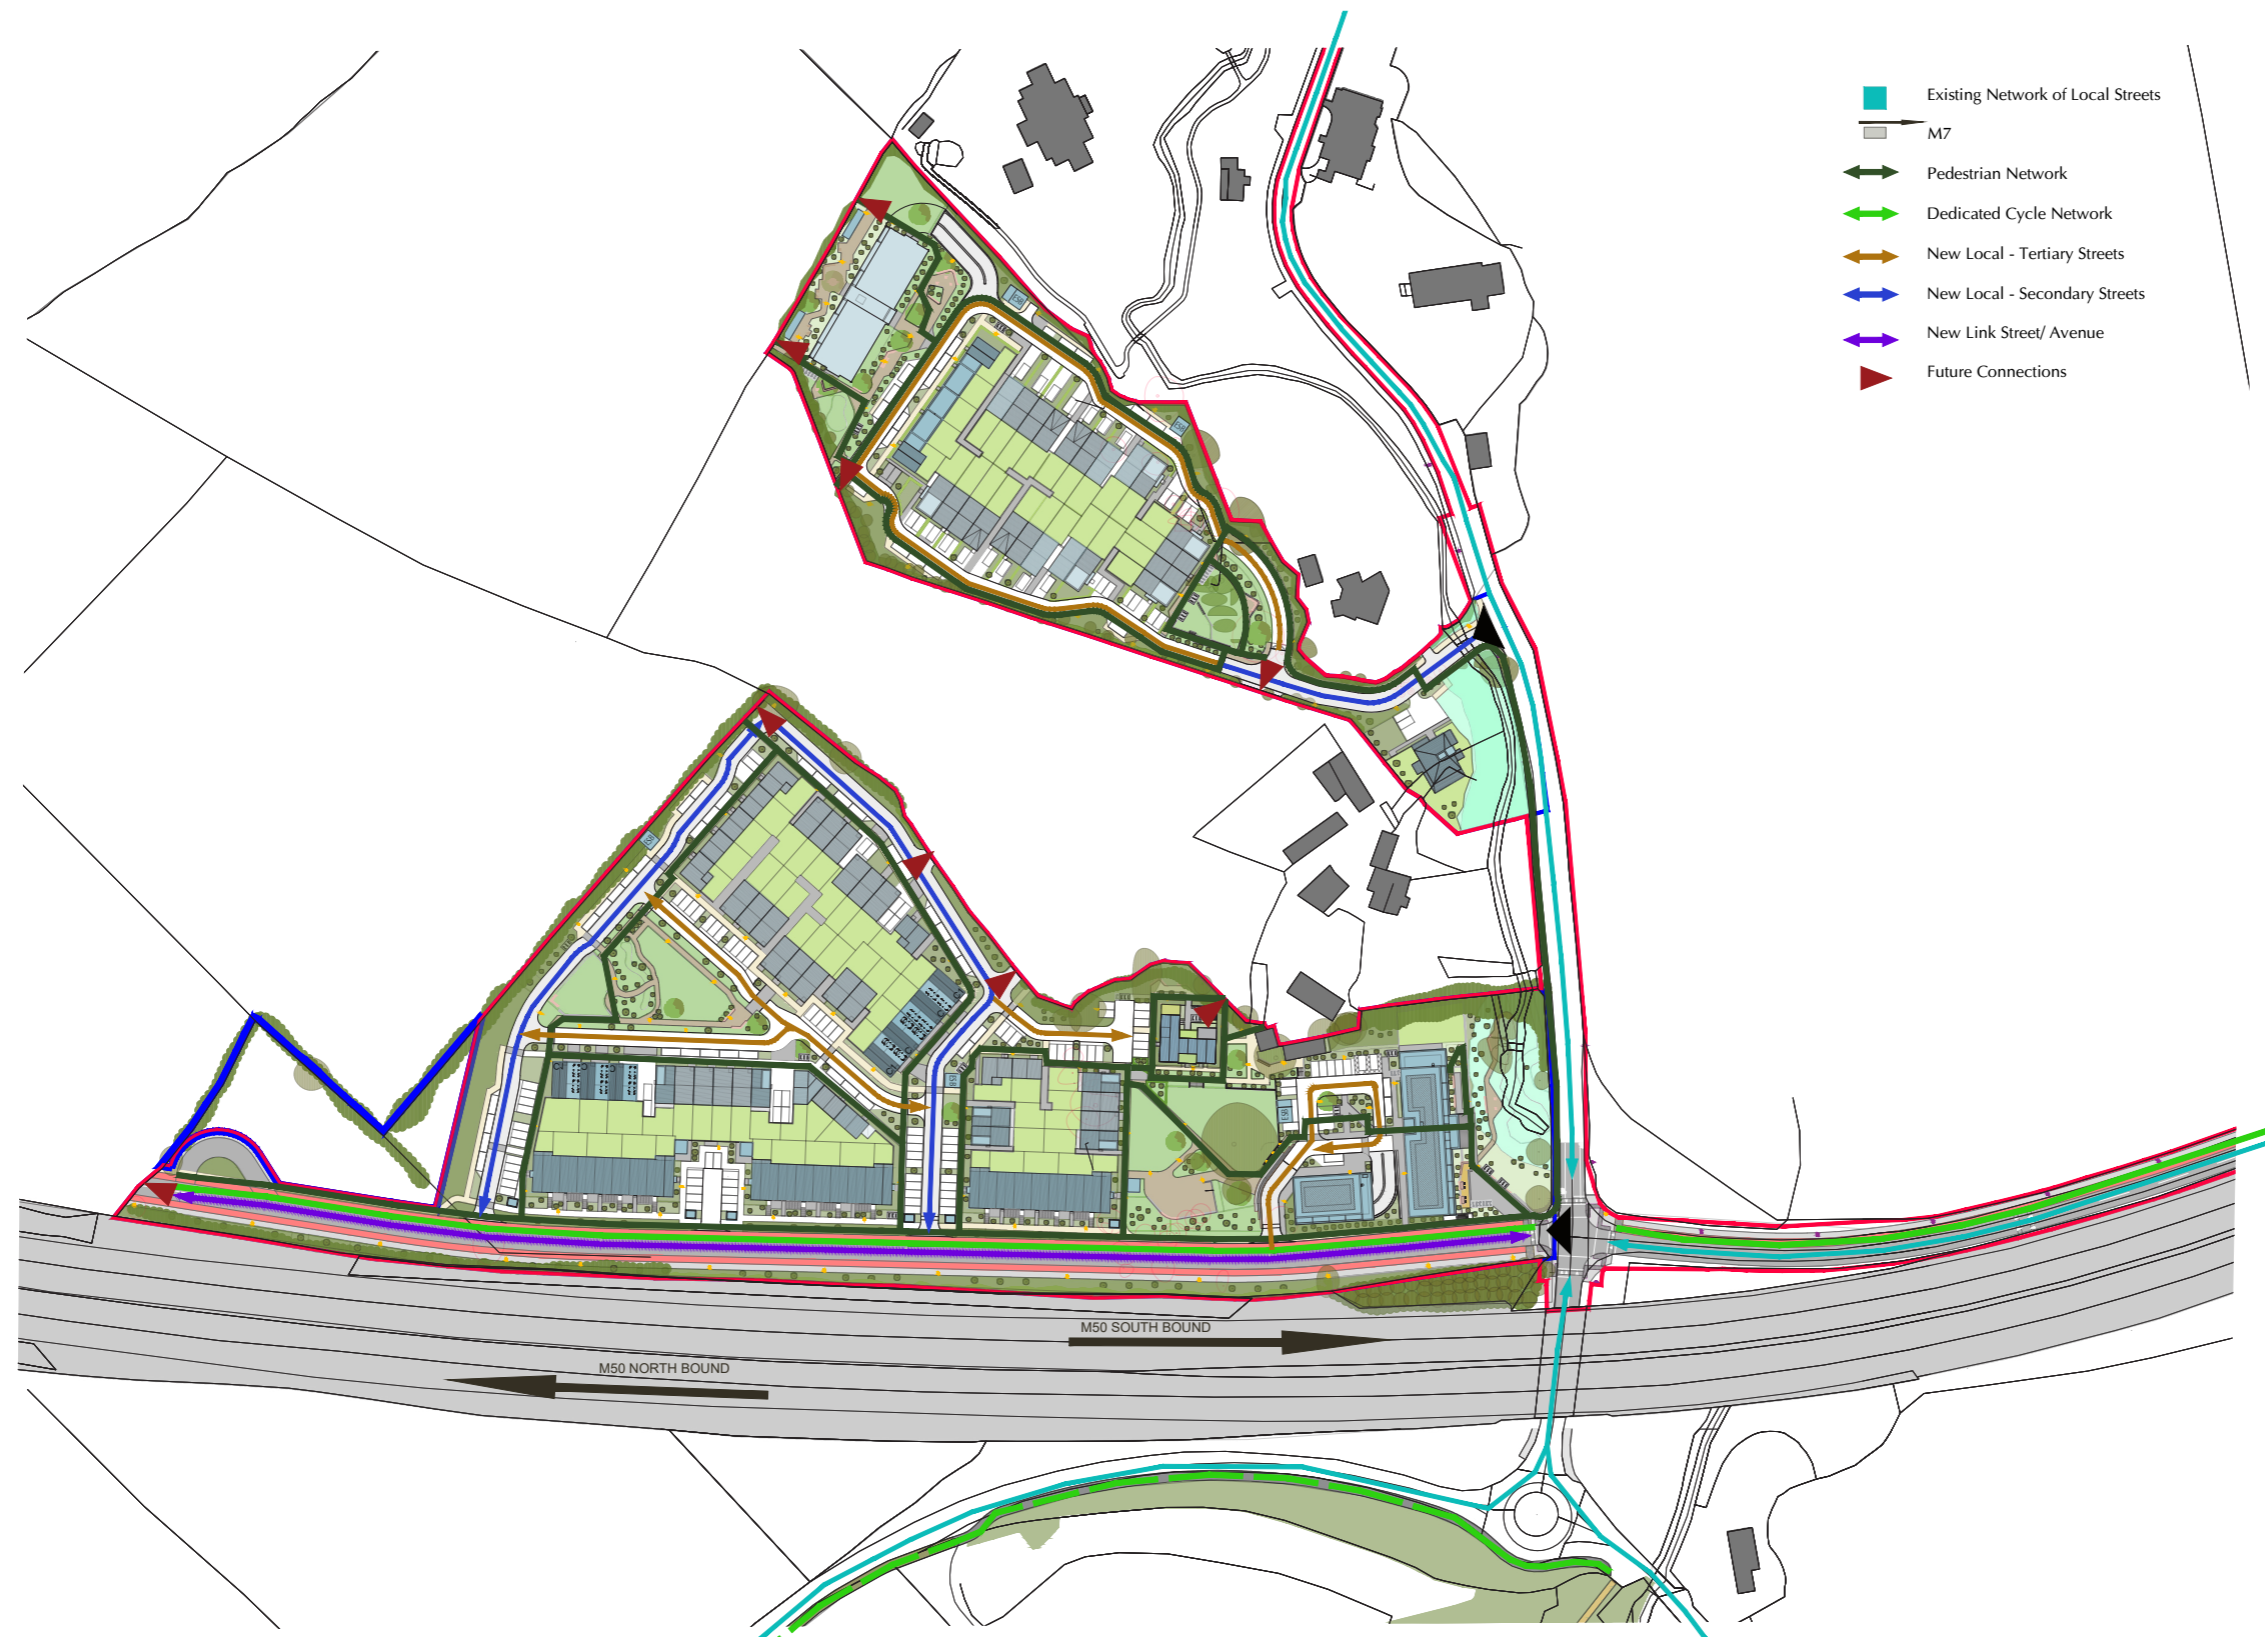 Existing Network of Local Streets
M7
Pedestrian Network
Dedicated Cycle Network
New Local - Tertiary Streets
New Local - Secondary Streets
New Link Street/ Avenue
Future Connections
M50 SOUTH BOUND
M50 NORTH BOUND